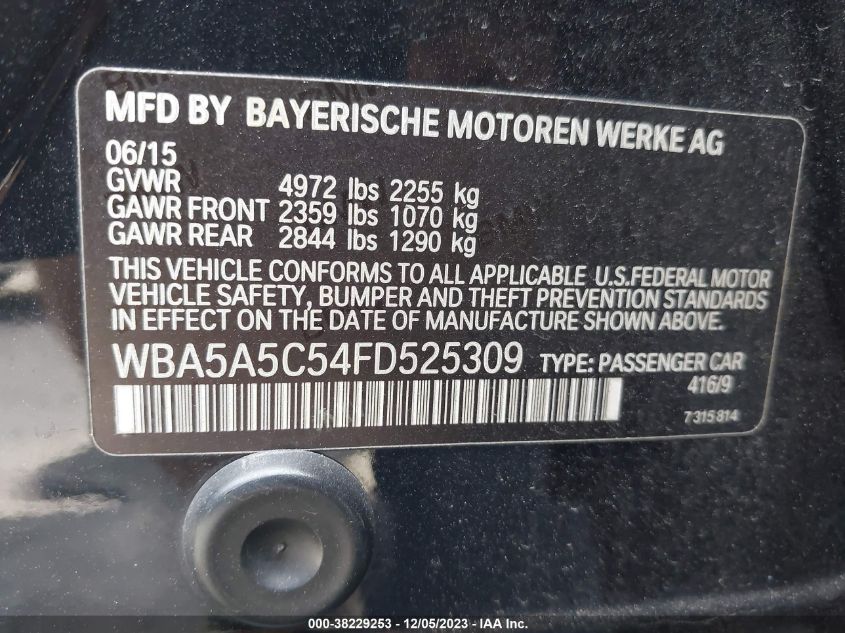 MFD BY BAYERISCHE MOTOREN WERKE AG
06/15
GVWR 4972 lbs 2255 kg
GAWR FRONT 2359 lbs 1070 kg
GAWR REAR 2844 lbs 1290 kg
THIS VEHICLE CONFORMS TO ALL APPLICABLE U.S.FEDERAL MOTOR
VEHICLE SAFETY, BUMPER AND THEFT PREVENTION STANDARDS
IN EFFECT ON THE DATE OF MANUFACTURE SHOWN ABOVE.
WBA5A5C54FD525309 TYPE: PASSENGER CAR
416/9
7 315 814
000-38229253 - 12/05/2023 - IAA Inc.